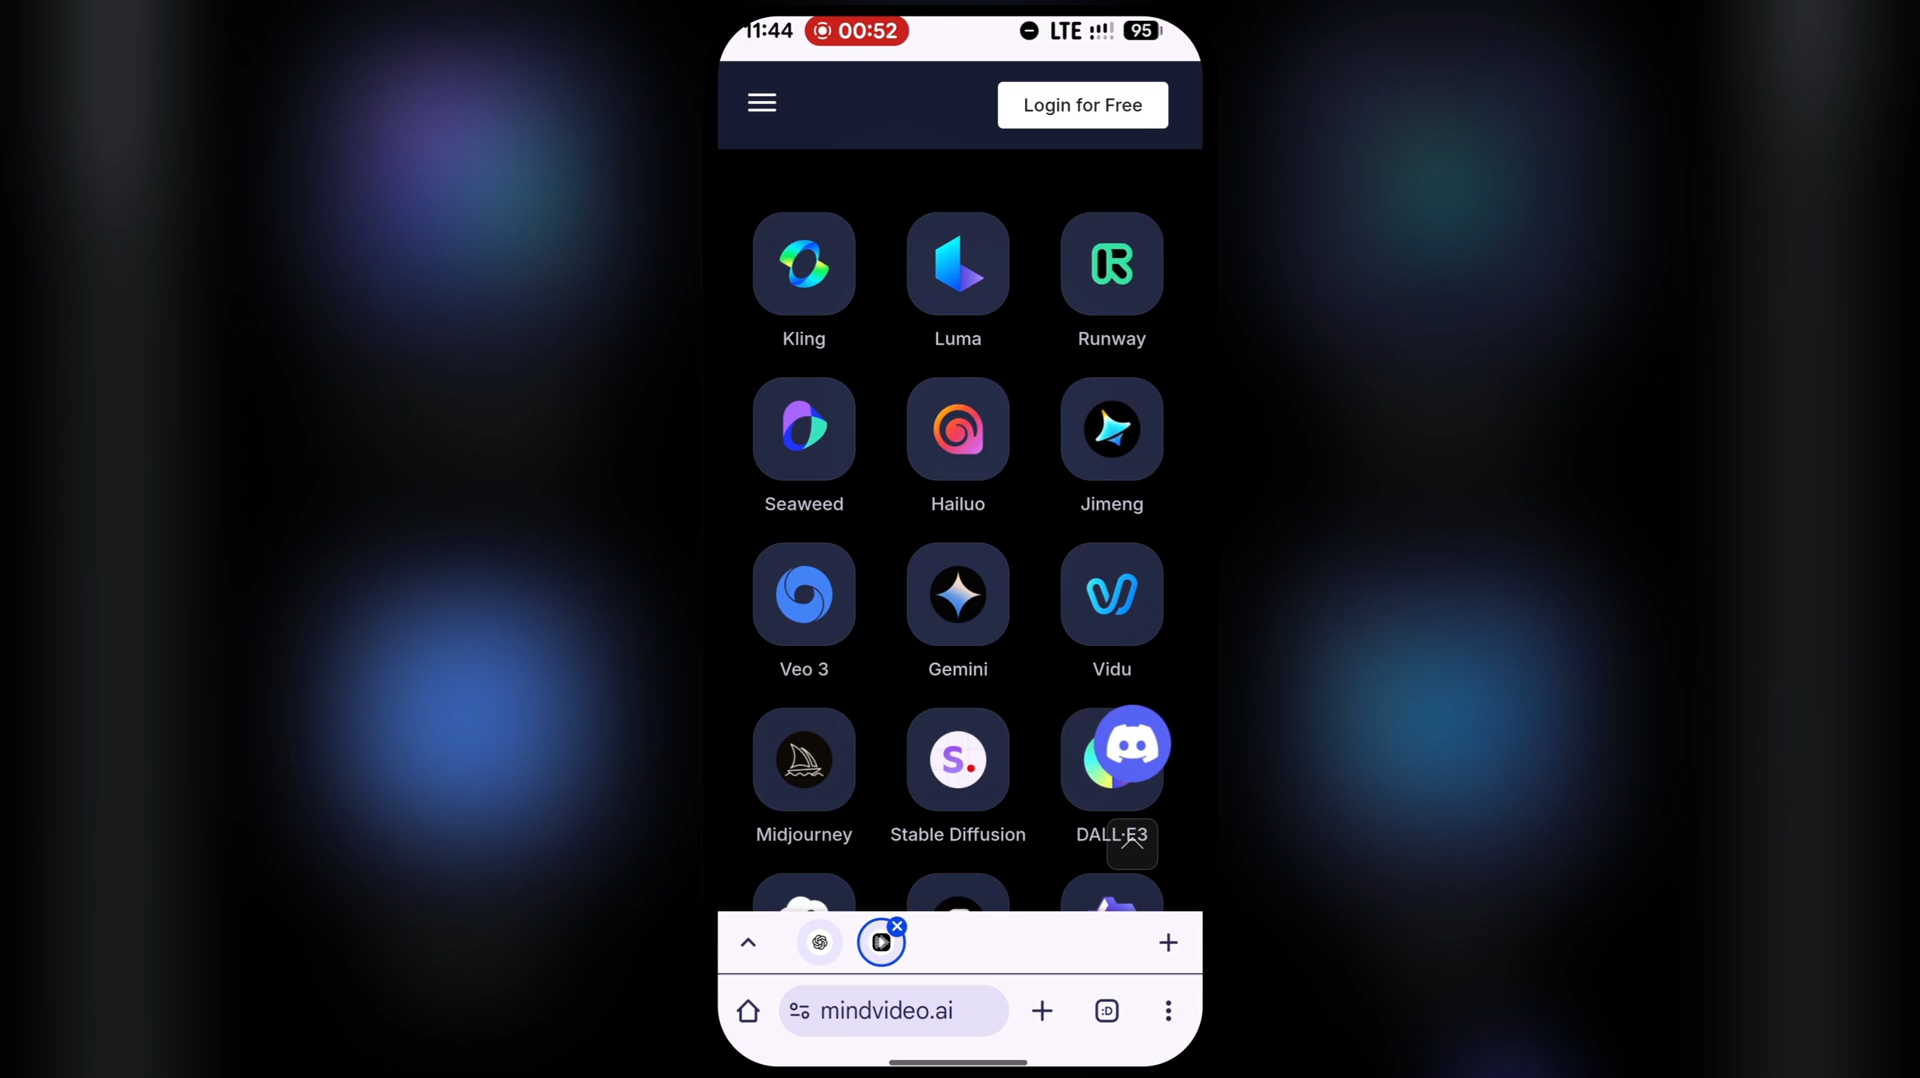 11:44 00:52 LTE 95
Login for Free
Kling Luma Runway
Seaweed Hailuo Jimeng
Veo 3 Gemini Vidu
S.
Midjourney Stable Diffusion DALL·E3
mindvideo.ai
:D